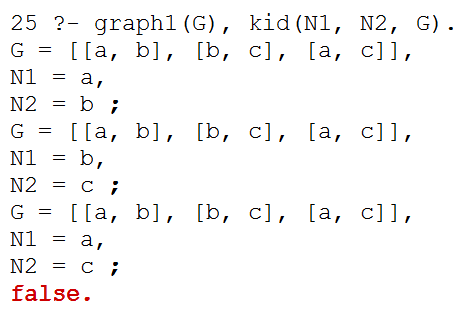 25 ?- graph1(G), kid(N1, N2, G).
G = [[a, b], [b, c], [a, c]],
N1 = a,
N2 = b ;
G = [[a, b], [b, c], [a, c]],
N1 = b,
N2 = c ;
G = [[a, b], [b, c], [a, c]],
N1 = a,
N2 = c ;
false.